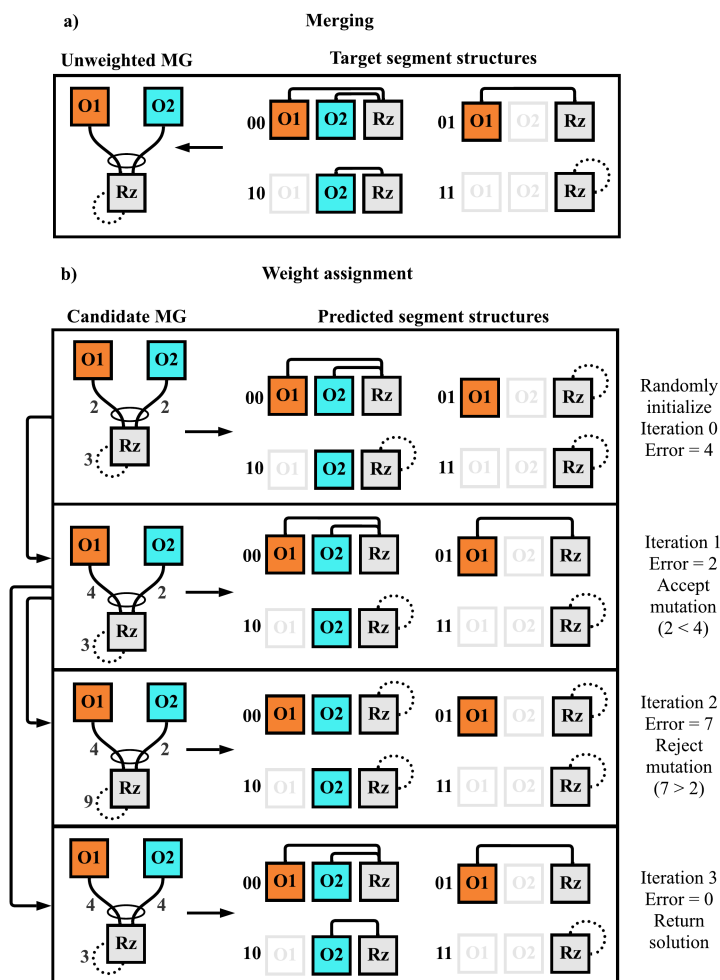 a) Merging
Unweighted MG Target segment structures
O1 O2
00 O1 O2 Rz 01 O1 O2 Rz
Rz
10 O1 O2 Rz 11 O1 O2 Rz
b) Weight assignment
Candidate MG Predicted segment structures
O1 O2
00 O1 O2 Rz 01 O1 O2 Rz
2 2
Rz
3
10 O1 O2 Rz 11 O1 O2 Rz
Randomly
initialize
Iteration 0
Error = 4
O1 O2
00 O1 O2 Rz 01 O1 O2 Rz
4 2
Rz
3
10 O1 O2 Rz 11 O1 O2 Rz
Iteration 1
Error = 2
Accept
mutation
(2 < 4)
O1 O2
00 O1 O2 Rz 01 O1 O2 Rz
4 2
Rz
9
10 O1 O2 Rz 11 O1 O2 Rz
Iteration 2
Error = 7
Reject
mutation
(7 > 2)
O1 O2
00 O1 O2 Rz 01 O1 O2 Rz
4 4
Rz
3
10 O1 O2 Rz 11 O1 O2 Rz
Iteration 3
Error = 0
Return
solution